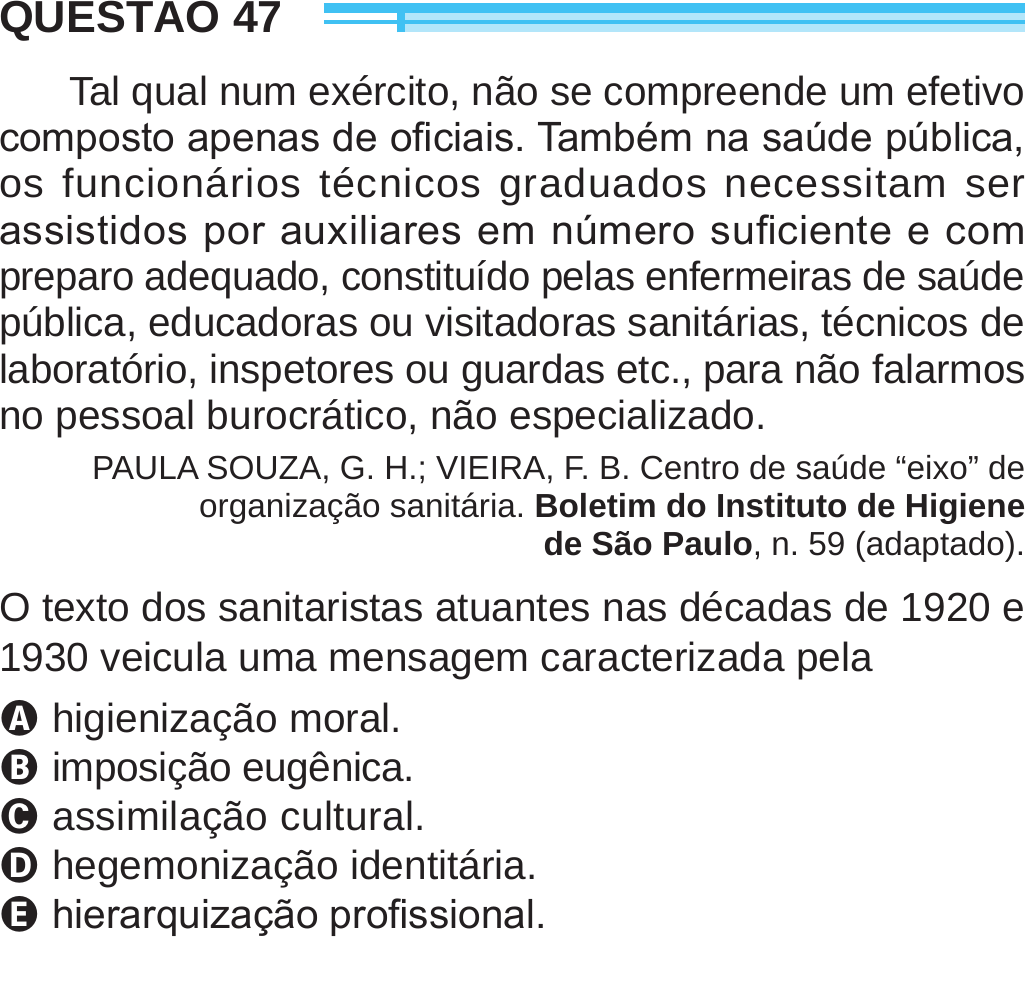 QUESTÃO 47
Tal qual num exército, não se compreende um efetivo
composto apenas de oficiais. Também na saúde pública,
os funcionários técnicos graduados necessitam ser
assistidos por auxiliares em número suficiente e com
preparo adequado, constituído pelas enfermeiras de saúde
pública, educadoras ou visitadoras sanitárias, técnicos de
laboratório, inspetores ou guardas etc., para não falarmos
no pessoal burocrático, não especializado.
PAULA SOUZA, G. H.; VIEIRA, F. B. Centro de saúde “eixo” de
organização sanitária. Boletim do Instituto de Higiene
de São Paulo, n. 59 (adaptado).
O texto dos sanitaristas atuantes nas décadas de 1920 e
1930 veicula uma mensagem caracterizada pela
A higienização moral.
B imposição eugênica.
C assimilação cultural.
D hegemonização identitária.
E hierarquização profissional.